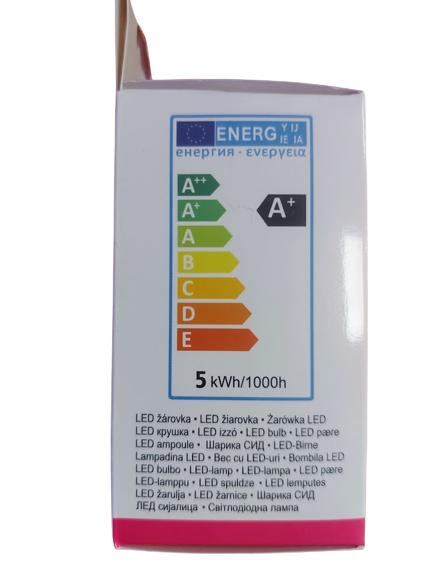 ENERG Y IJ
IE IA
енергия · ενεργεια
A++
A+
A+
A
B
C
D
E
5 kWh/1000h
LED žárovka • LED žiarovka • Żarówka LED
LED крушка • LED izzó • LED bulb • LED pære
LED ampoule • Шарика СИД • LED-Birne
Lampadina LED • Bec cu LED-uri • Bombilla LED
LED bulbo • LED-lamp • LED-lampa • LED pære
LED-lamppu • LED spuldze • LED lemputes
LED žarulja • LED žarnice • Шарика СИД
ЛЕД сијалица • Світлодіодна лампа